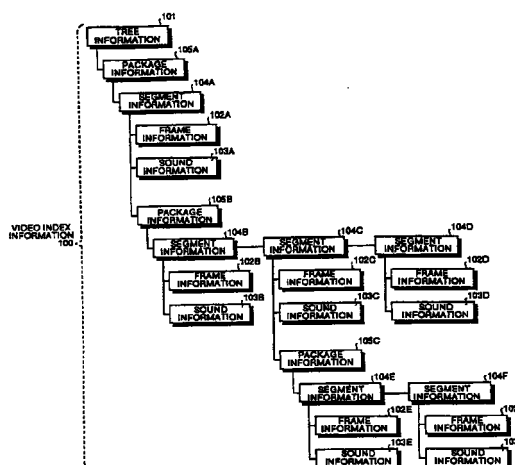 101
TREE
INFORMATION
105A
PACKAGE
INFORMATION
104A
SEGMENT
INFORMATION
102A
FRAME
INFORMATION
103A
SOUND
INFORMATION
105B
PACKAGE
INFORMATION
VIDEO INDEX
INFORMATION
100
104B
SEGMENT
INFORMATION
104C
SEGMENT
INFORMATION
104D
SEGMENT
INFORMATION
102B
FRAME
INFORMATION
102C
FRAME
INFORMATION
102D
FRAME
INFORMATION
103B
SOUND
INFORMATION
103C
SOUND
INFORMATION
103D
SOUND
INFORMATION
105C
PACKAGE
INFORMATION
104E
SEGMENT
INFORMATION
104F
SEGMENT
INFORMATION
102E
FRAME
INFORMATION
FRAME
INFORMATION
103E
SOUND
INFORMATION
SOUND
INFORMATION